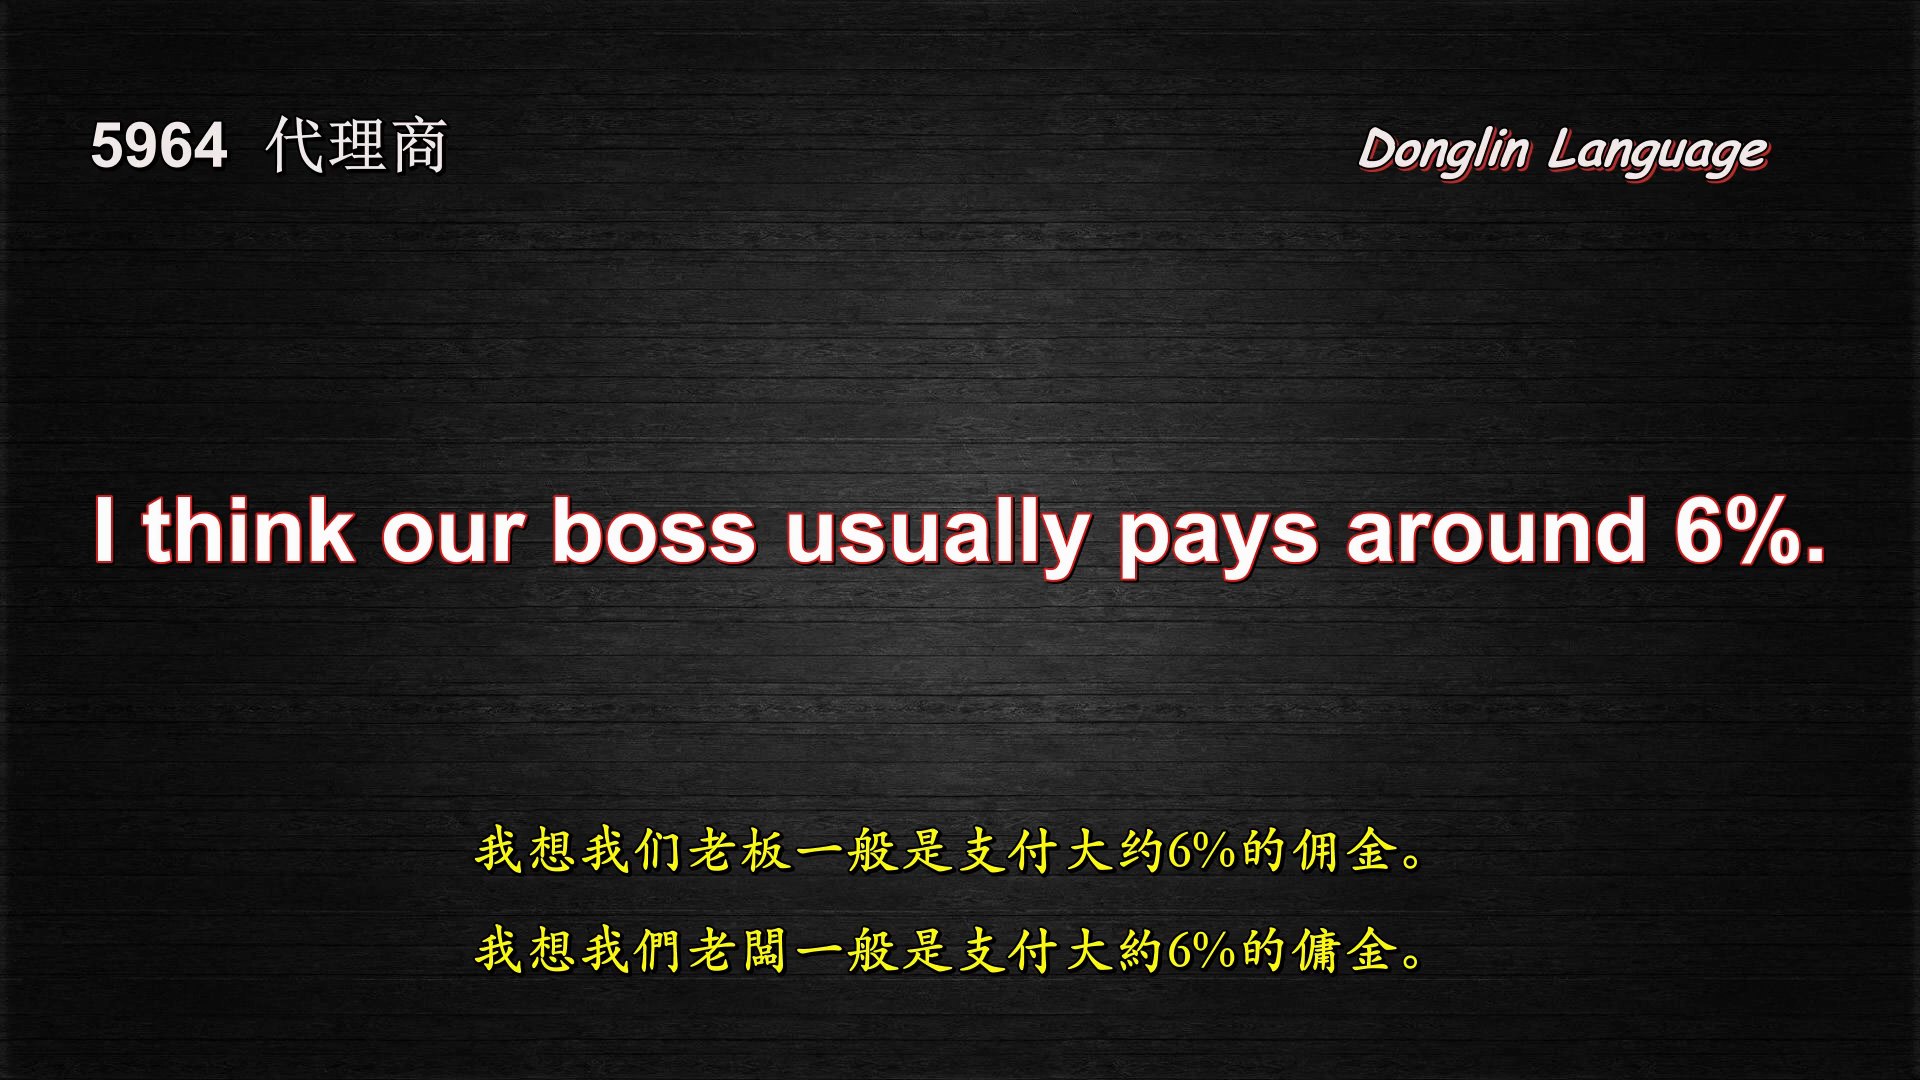 5964 代理商
Donglin Language
I think our boss usually pays around 6%.
我想我们老板一般是支付大约6%的佣金。
我想我們老闆一般是支付大約6%的傭金。